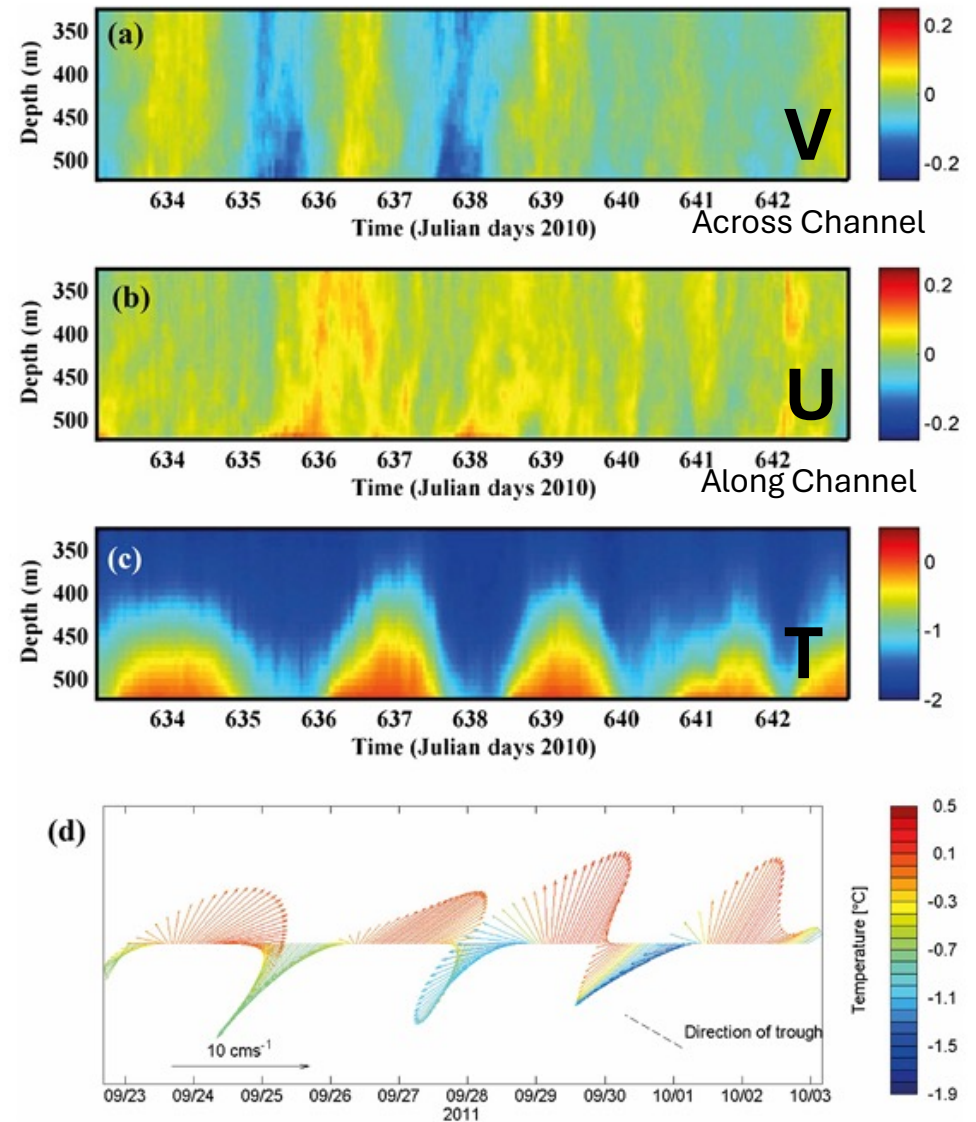 (a)
V
Depth (m)
350
400
450
500
634 635 636 637 638 639 640 641 642
Time (Julian days 2010)
Across Channel
0.2
0
-0.2
(b)
U
Depth (m)
350
400
450
500
634 635 636 637 638 639 640 641 642
Time (Julian days 2010)
Along Channel
0.2
0
-0.2
(c)
T
Depth (m)
350
400
450
500
634 635 636 637 638 639 640 641 642
Time (Julian days 2010)
0
-1
-2
(d)
10 cms-1
Direction of trough
09/23 09/24 09/25 09/26 09/27 09/28 09/29 09/30 10/01 10/02 10/03
2011
Temperature [°C]
0.5
0.1
-0.3
-0.7
-1.1
-1.5
-1.9